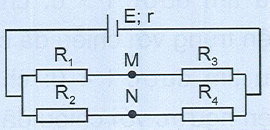 E; r
R₁ M R₃
R₂ N R₄